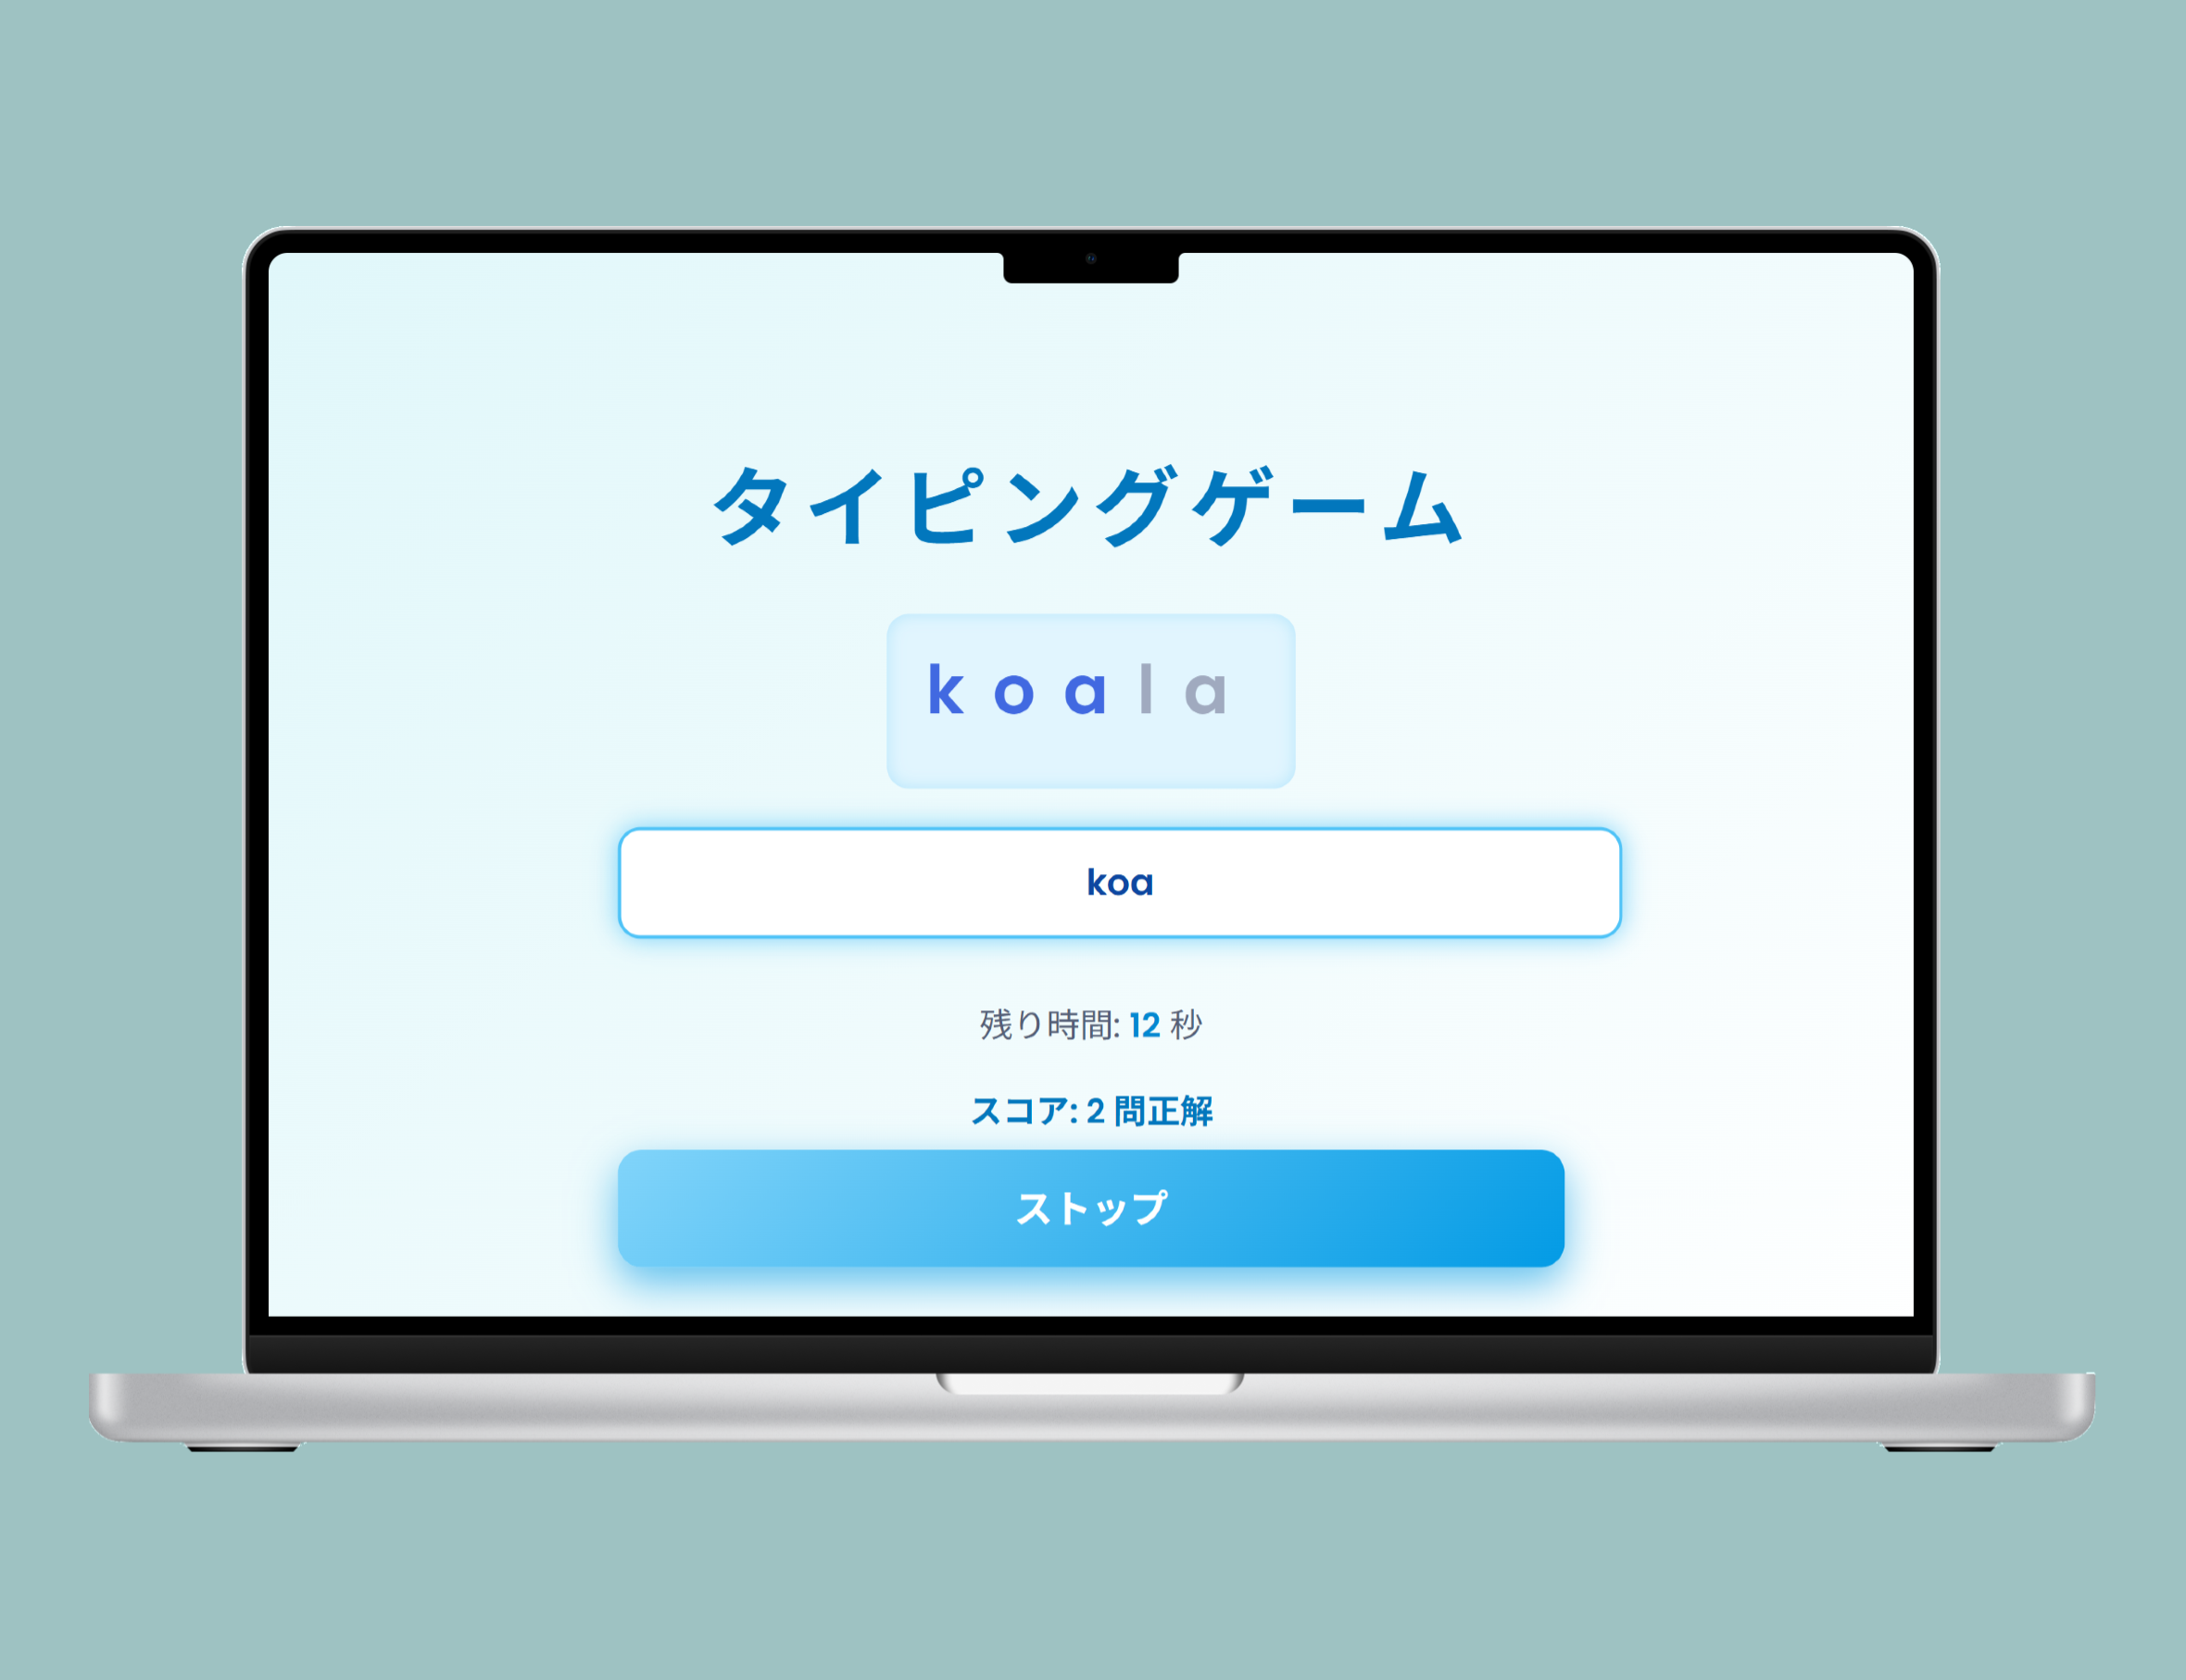 タイピングゲーム
koala
koa
残り時間: 12 秒
スコア: 2 問正解
ストップ